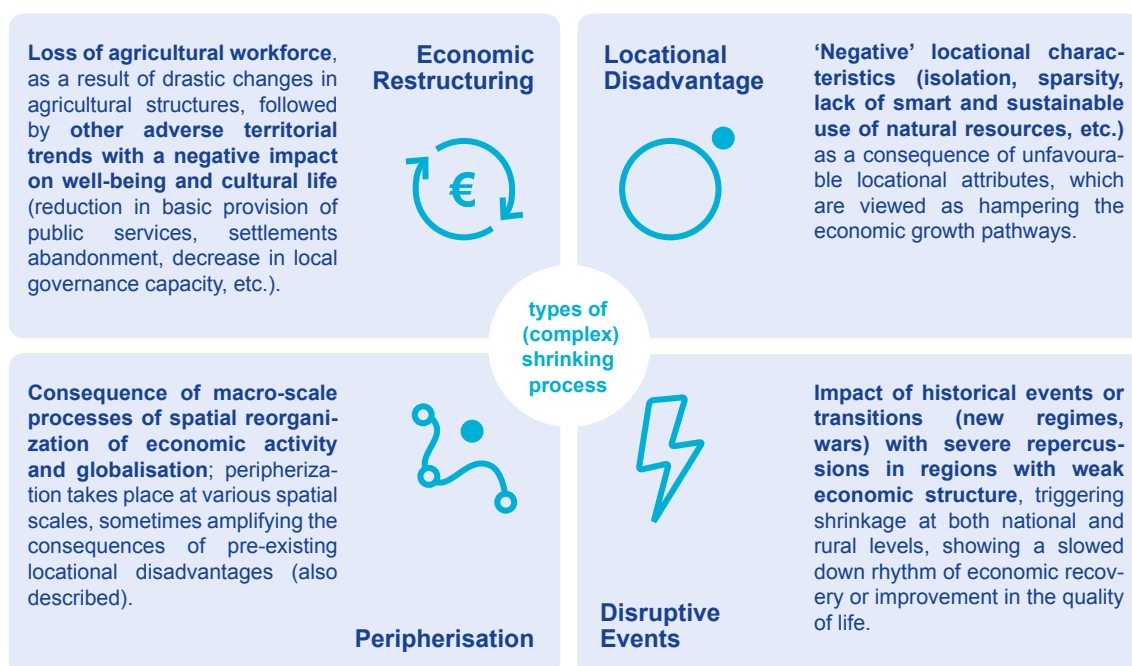 Loss of agricultural workforce,
as a result of drastic changes in
agricultural structures, followed
by other adverse territorial
trends with a negative impact
on well-being and cultural life
(reduction in basic provision of
public services, settlements
abandonment, decrease in local
governance capacity, etc.).
Economic
Restructuring
€
Locational
Disadvantage
‘Negative’ locational charac-
teristics (isolation, sparsity,
lack of smart and sustainable
use of natural resources, etc.)
as a consequence of unfavoura-
ble locational attributes, which
are viewed as hampering the
economic growth pathways.
types of
(complex)
shrinking
process
Consequence of macro-scale
processes of spatial reorgani-
zation of economic activity
and globalisation; peripheriza-
tion takes place at various spatial
scales, sometimes amplifying the
consequences of pre-existing
locational disadvantages (also
described).
Peripherisation
Disruptive
Events
Impact of historical events or
transitions (new regimes,
wars) with severe repercus-
sions in regions with weak
economic structure, triggering
shrinkage at both national and
rural levels, showing a slowed
down rhythm of economic recov-
ery or improvement in the quality
of life.